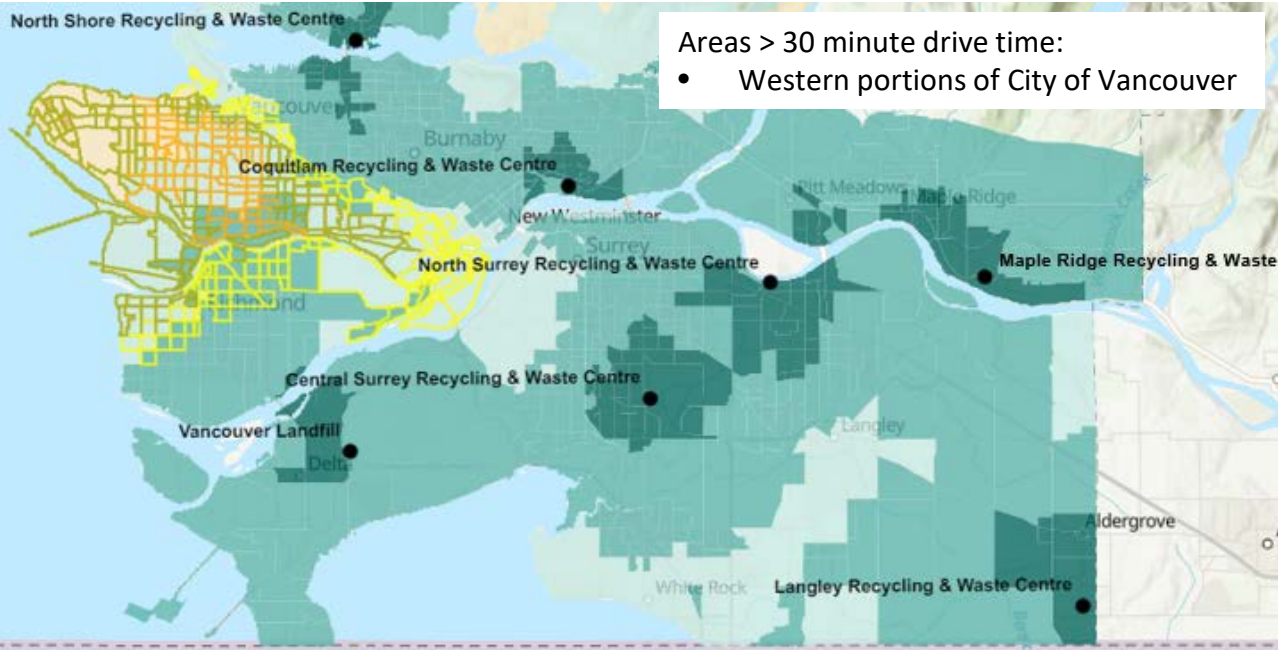 North Shore Recycling & Waste Centre
Areas > 30 minute drive time:
• Western portions of City of Vancouver
Vancouver
Burnaby
Coquitlam Recycling & Waste Centre
Pitt Meadows
Maple Ridge
New Westminster
Surrey
North Surrey Recycling & Waste Centre
Maple Ridge Recycling & Waste
Richmond
Central Surrey Recycling & Waste Centre
Langley
Vancouver Landfill
Delta
Aldergrove
White Rock
Langley Recycling & Waste Centre